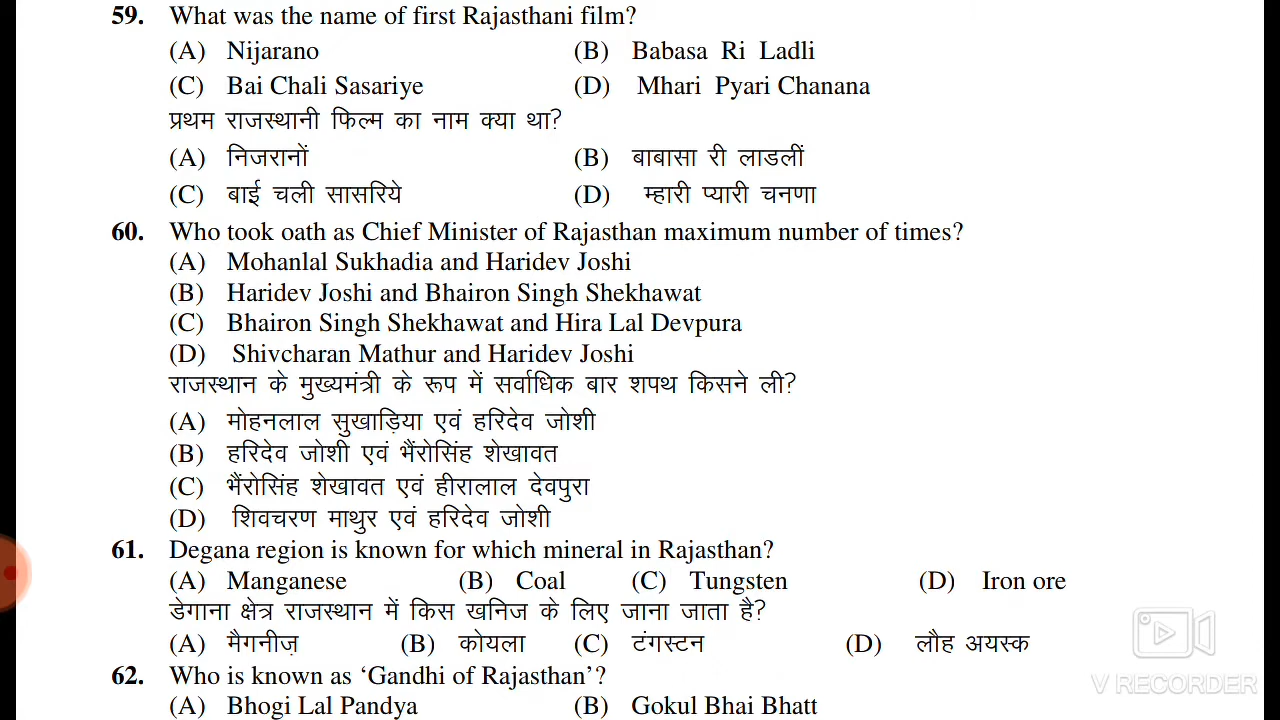 59. What was the name of first Rajasthani film?
(A) Nijarano (B) Babasa Ri Ladli
(C) Bai Chali Sasariye (D) Mhari Pyari Chanana
प्रथम राजस्थानी फिल्म का नाम क्या था?
(A) निजरानों (B) बाबासा री लाडलीं
(C) बाई चली सासरिये (D) म्हारी प्यारी चनणा
60. Who took oath as Chief Minister of Rajasthan maximum number of times?
(A) Mohanlal Sukhadia and Haridev Joshi
(B) Haridev Joshi and Bhairon Singh Shekhawat
(C) Bhairon Singh Shekhawat and Hira Lal Devpura
(D) Shivcharan Mathur and Haridev Joshi
राजस्थान के मुख्यमंत्री के रूप में सर्वाधिक बार शपथ किसने ली?
(A) मोहनलाल सुखाड़िया एवं हरिदेव जोशी
(B) हरिदेव जोशी एवं भैंरोसिंह शेखावत
(C) भैंरोसिंह शेखावत एवं हीरालाल देवपुरा
(D) शिवचरण माथुर एवं हरिदेव जोशी
61. Degana region is known for which mineral in Rajasthan?
(A) Manganese (B) Coal (C) Tungsten (D) Iron ore
डेगाना क्षेत्र राजस्थान में किस खनिज के लिए जाना जाता है?
(A) मैगनीज़ (B) कोयला (C) टंगस्टन (D) लौह अयस्क
62. Who is known as ‘Gandhi of Rajasthan’?
(A) Bhogi Lal Pandya (B) Gokul Bhai Bhatt
V RECORDER